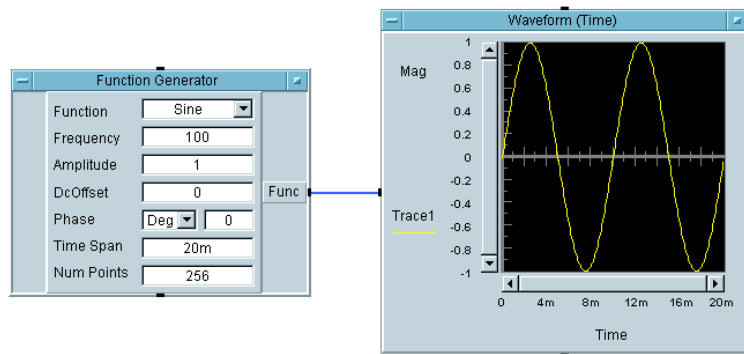 Function Generator
Function Sine
Frequency 100
Amplitude 1
DcOffset 0
Phase Deg 0
Time Span 20m
Num Points 256
Func
Waveform (Time)
Mag
Trace1
1
0.8
0.6
0.4
0.2
0
-0.2
-0.4
-0.6
-0.8
-1
0 4m 8m 12m 16m 20m
Time